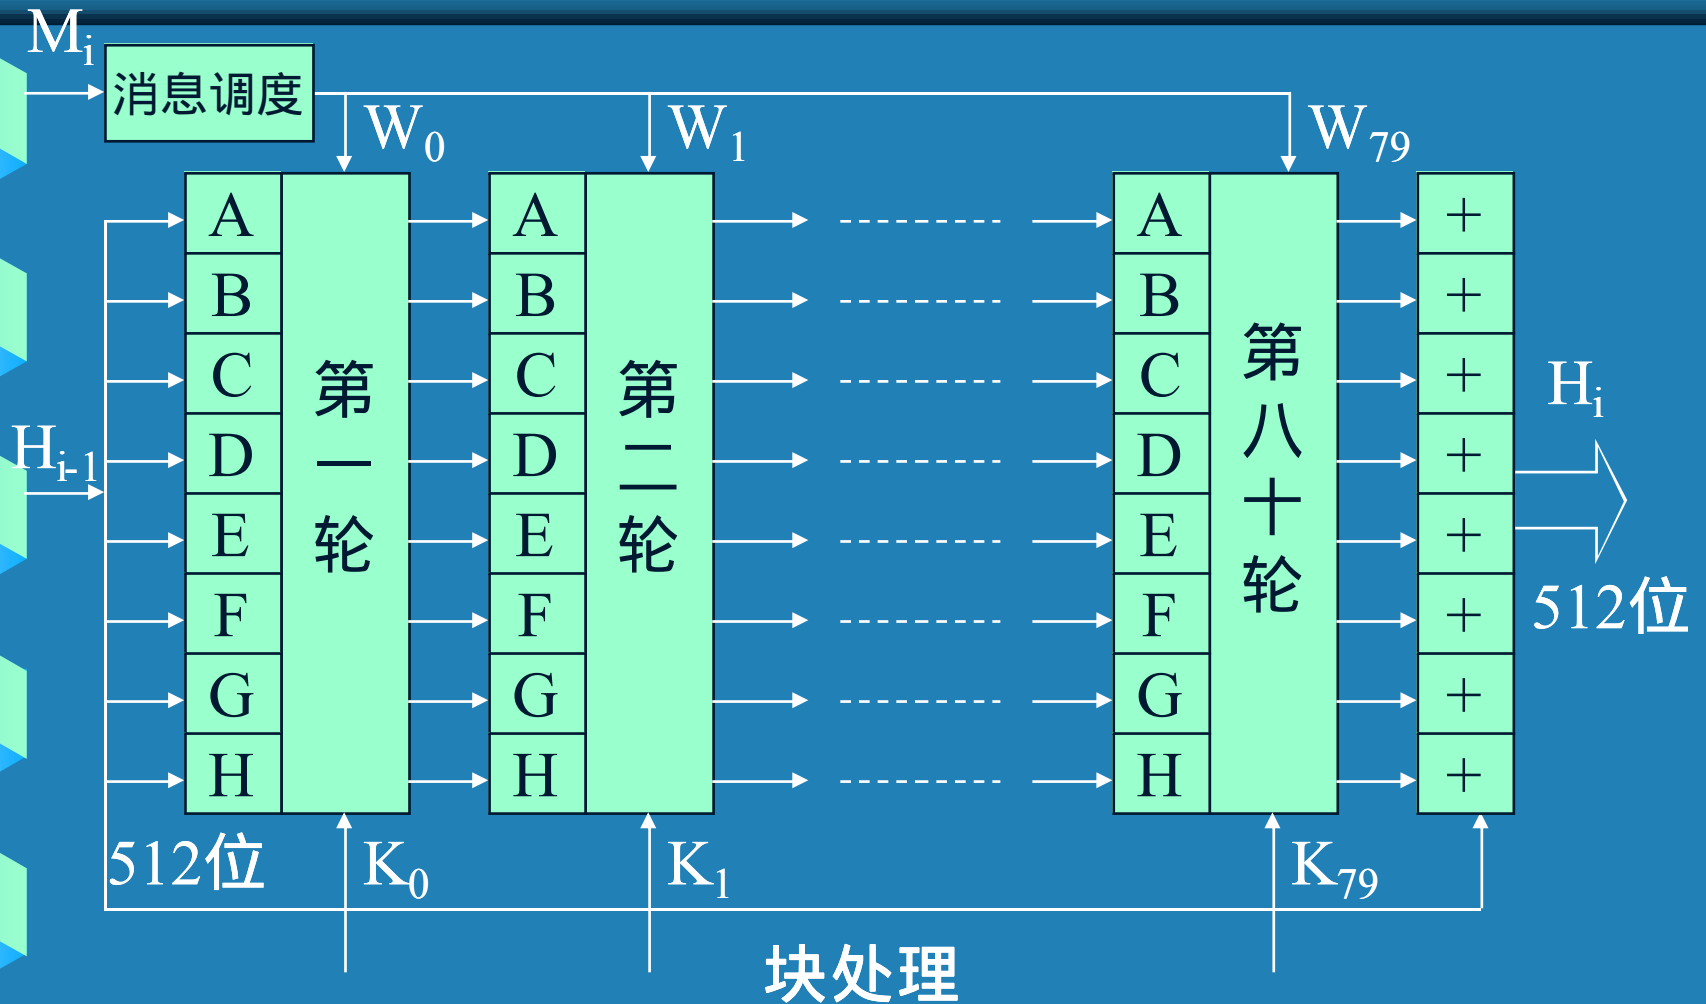 Mi
消息调度
W0 W1 W79
A A A +
B B B +
C C C +
D D D +
E E E +
F F F +
G G G +
H H H +
第一轮
第二轮
第八十轮
Hi-1
Hi
512位
512位
K0 K1 K79
块处理